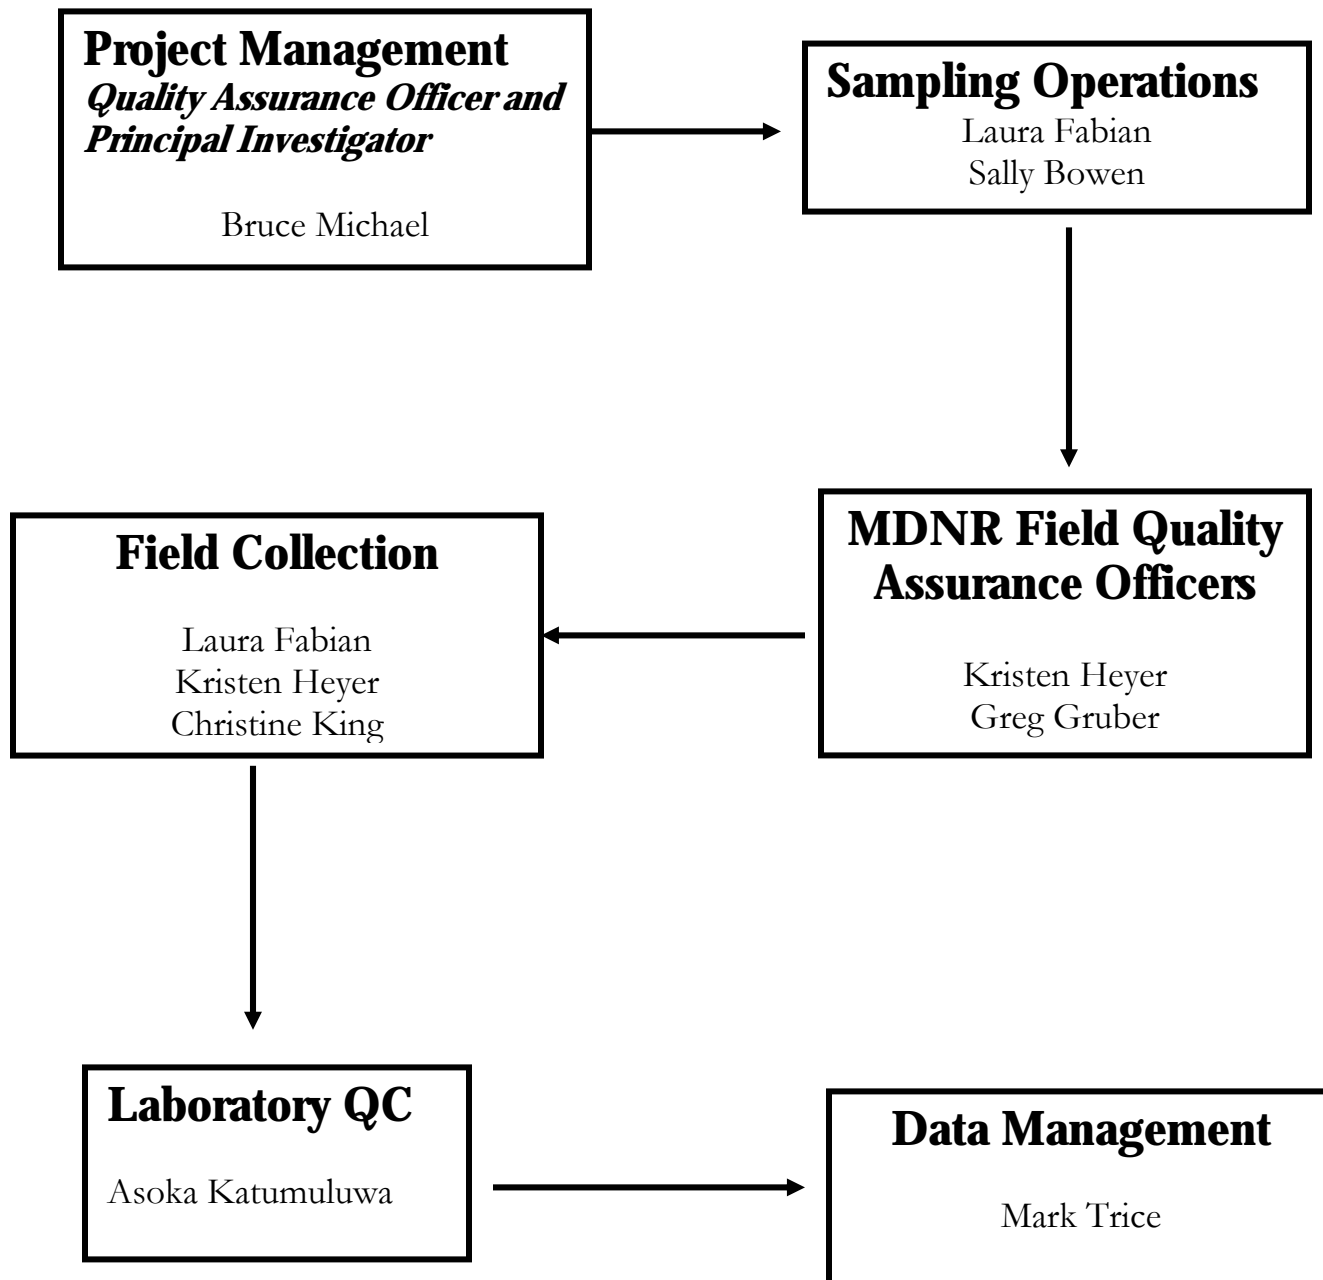 Project Management
Quality Assurance Officer and
Principal Investigator
Bruce Michael
Sampling Operations
Laura Fabian
Sally Bowen
MDNR Field Quality
Assurance Officers
Kristen Heyer
Greg Gruber
Field Collection
Laura Fabian
Kristen Heyer
Christine King
Laboratory QC
Asoka Katumuluwa
Data Management
Mark Trice